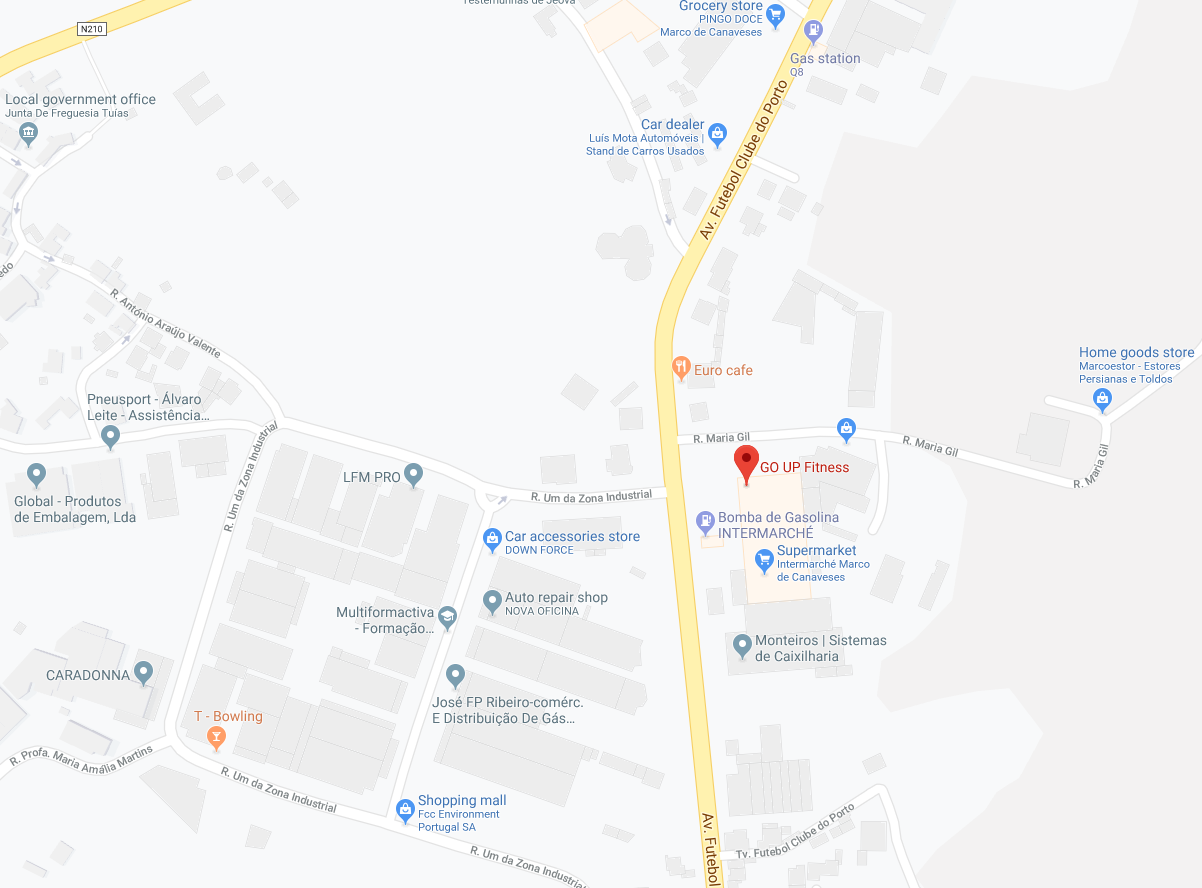 Testemunhas de Jeová
Grocery store
PINGO DOCE
Marco de Canaveses
N210
Gas station
Q8
Local government office
Junta De Freguesia Tuías
Car dealer
Luís Mota Automóveis |
Stand de Carros Usados
Av. Futebol Clube do Porto
edo
R. António Araújo Valente
Home goods store
Marcoestor - Estores
Persianas e Toldos
Euro cafe
Pneusport - Álvaro
Leite - Assistência...
R. Maria Gil
R. Maria Gil
R. Maria Gil
GO UP Fitness
LFM PRO
R. Um da Zona Industrial
R. Um da Zona Industrial
Global - Produtos
de Embalagem, Lda
Bomba de Gasolina
INTERMARCHÉ
Car accessories store
DOWN FORCE
Supermarket
Intermarché Marco
de Canaveses
Auto repair shop
NOVA OFICINA
Multiformactiva
- Formação...
Monteiros | Sistemas
de Caixilharia
CARADONNA
José FP Ribeiro-comérc.
E Distribuição De Gás...
T - Bowling
R. Profa. Maria Amália Martins
R. Um da Zona Industrial
Shopping mall
Fcc Environment
Portugal SA
Av. Futebol
Tv. Futebol Clube do Porto
R. Um da Zona Industrial